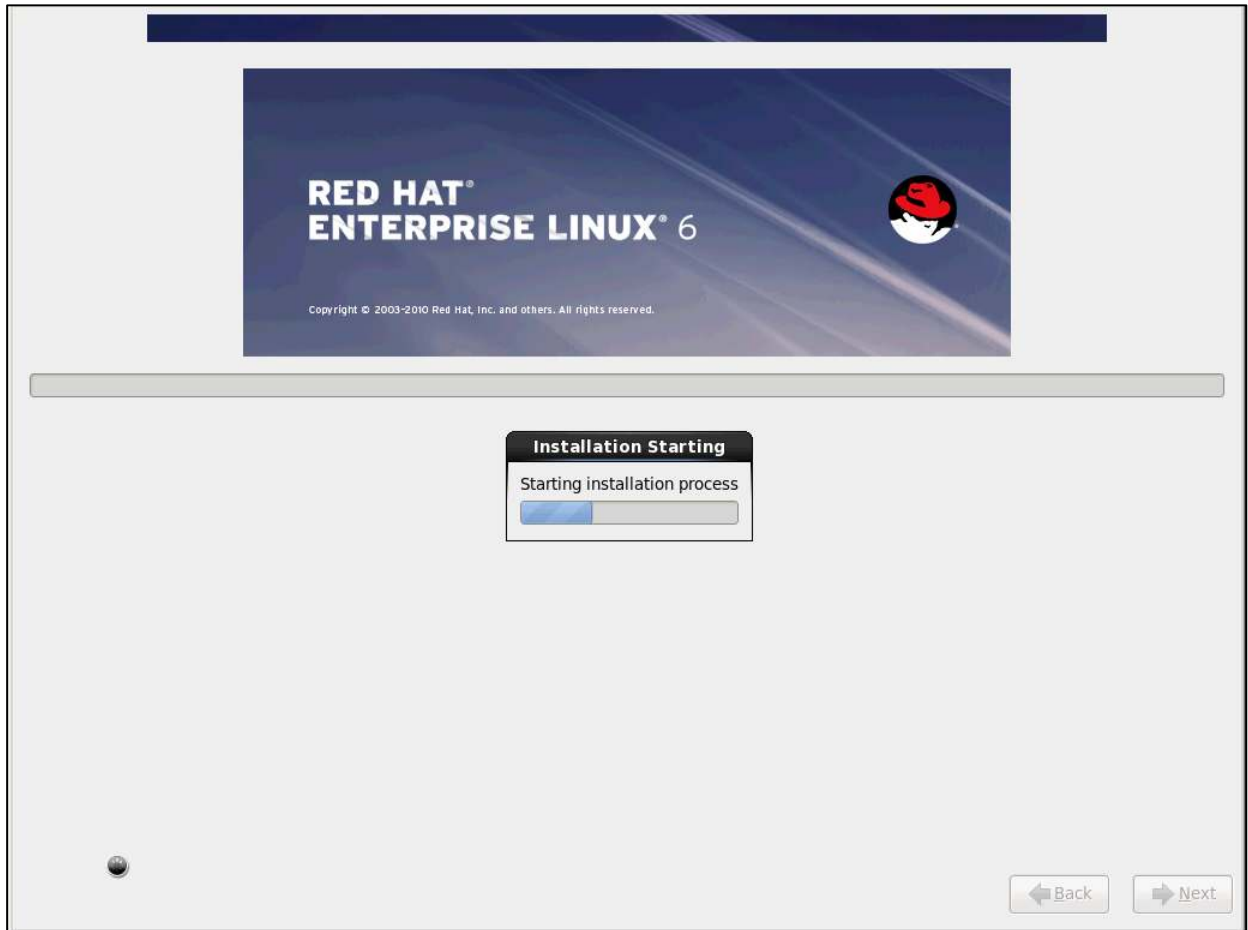 RED HAT®
ENTERPRISE LINUX® 6
Copyright © 2003-2010 Red Hat, Inc. and others. All rights reserved.
Installation Starting
Starting installation process
Back
Next